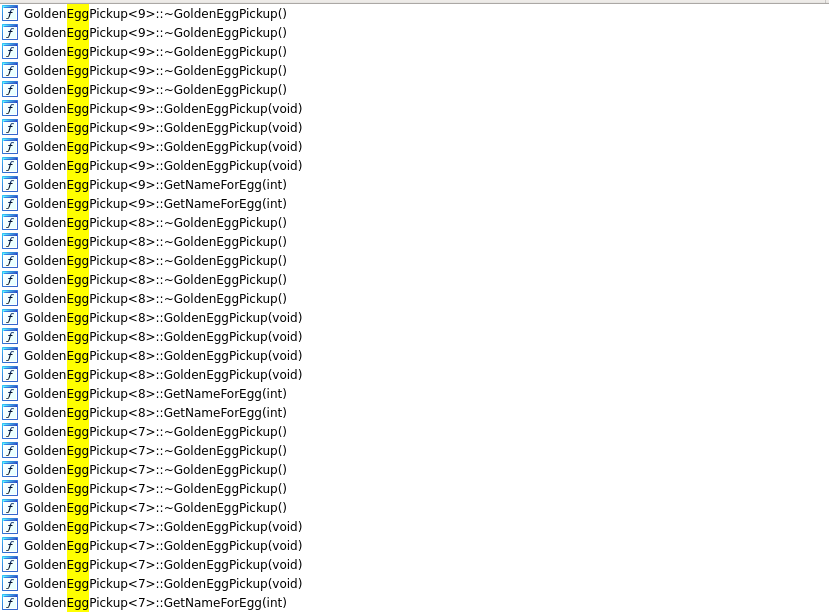 GoldenEggPickup<9>::~GoldenEggPickup()
GoldenEggPickup<9>::~GoldenEggPickup()
GoldenEggPickup<9>::~GoldenEggPickup()
GoldenEggPickup<9>::~GoldenEggPickup()
GoldenEggPickup<9>::~GoldenEggPickup()
GoldenEggPickup<9>::GoldenEggPickup(void)
GoldenEggPickup<9>::GoldenEggPickup(void)
GoldenEggPickup<9>::GoldenEggPickup(void)
GoldenEggPickup<9>::GoldenEggPickup(void)
GoldenEggPickup<9>::GetNameForEgg(int)
GoldenEggPickup<9>::GetNameForEgg(int)
GoldenEggPickup<8>::~GoldenEggPickup()
GoldenEggPickup<8>::~GoldenEggPickup()
GoldenEggPickup<8>::~GoldenEggPickup()
GoldenEggPickup<8>::~GoldenEggPickup()
GoldenEggPickup<8>::~GoldenEggPickup()
GoldenEggPickup<8>::GoldenEggPickup(void)
GoldenEggPickup<8>::GoldenEggPickup(void)
GoldenEggPickup<8>::GoldenEggPickup(void)
GoldenEggPickup<8>::GoldenEggPickup(void)
GoldenEggPickup<8>::GetNameForEgg(int)
GoldenEggPickup<8>::GetNameForEgg(int)
GoldenEggPickup<7>::~GoldenEggPickup()
GoldenEggPickup<7>::~GoldenEggPickup()
GoldenEggPickup<7>::~GoldenEggPickup()
GoldenEggPickup<7>::~GoldenEggPickup()
GoldenEggPickup<7>::~GoldenEggPickup()
GoldenEggPickup<7>::GoldenEggPickup(void)
GoldenEggPickup<7>::GoldenEggPickup(void)
GoldenEggPickup<7>::GoldenEggPickup(void)
GoldenEggPickup<7>::GoldenEggPickup(void)
GoldenEggPickup<7>::GetNameForEgg(int)